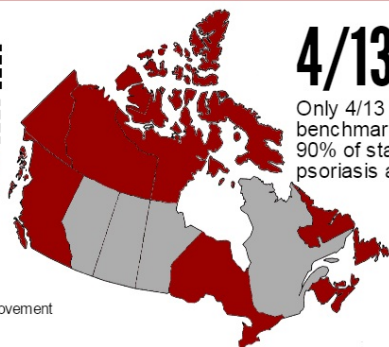 4/13
Only 4/13
benchmar
90% of sta
psoriasis a
ovement